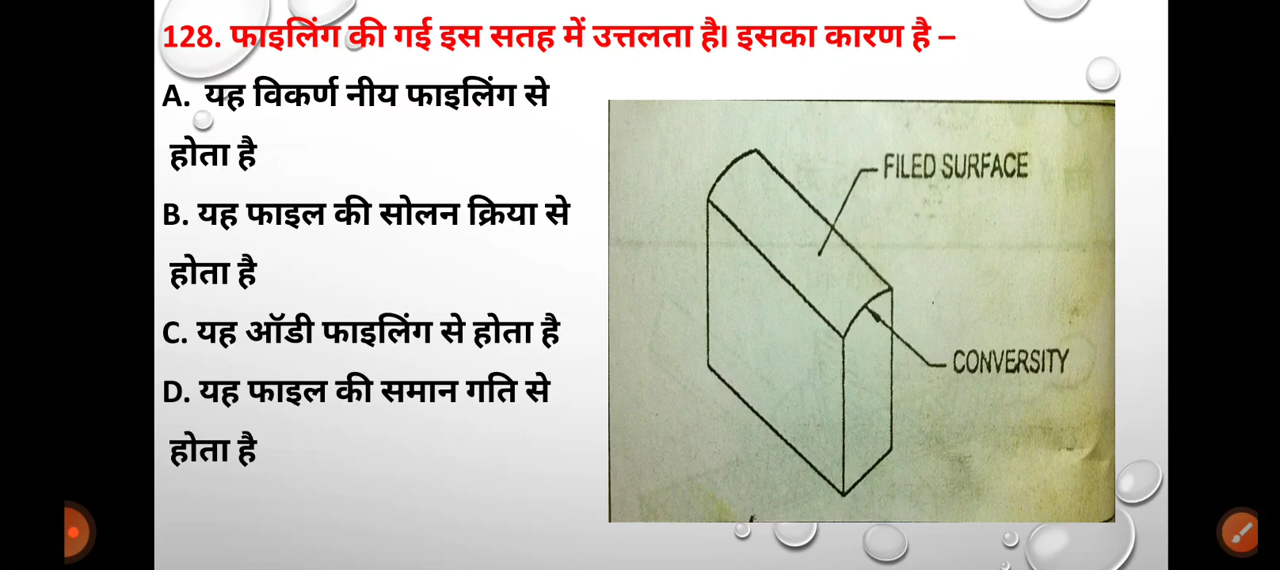 128. फाइलिंग की गई इस सतह में उत्तलता है। इसका कारण है –
A. यह विकर्ण नीय फाइलिंग से
होता है
B. यह फाइल की सोलन क्रिया से
होता है
C. यह ऑडी फाइलिंग से होता है
D. यह फाइल की समान गति से
होता है
FILED SURFACE
CONVERSITY